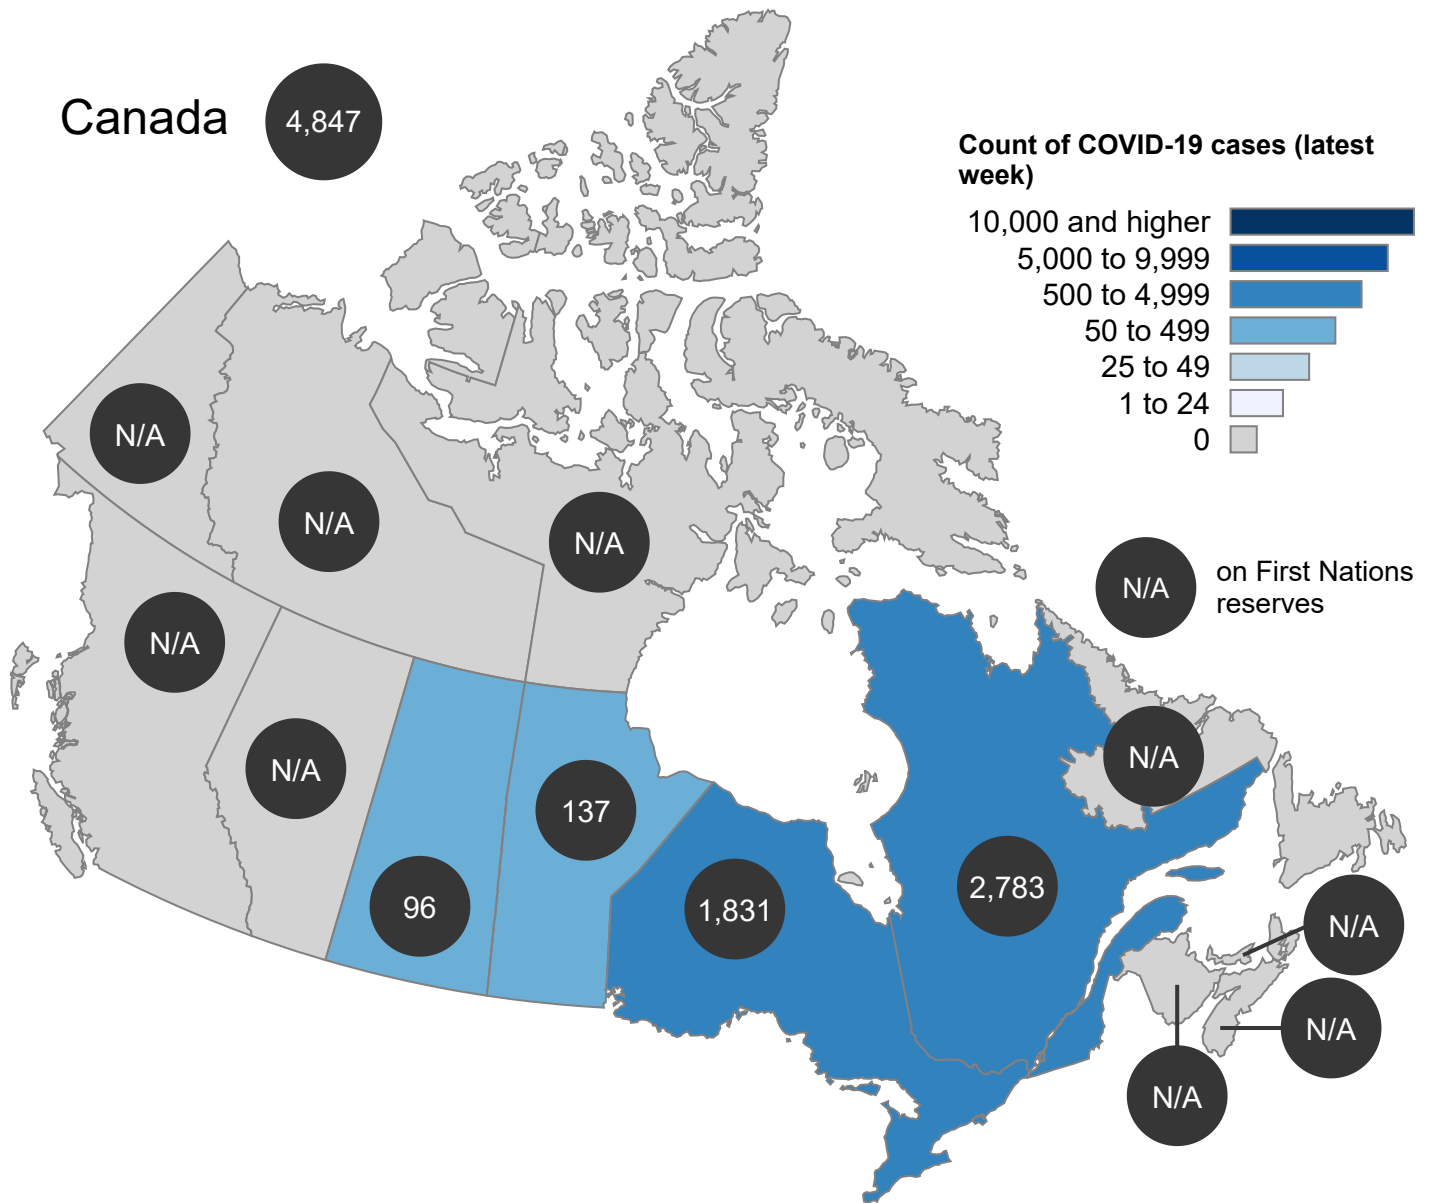 Canada
4,847
Count of COVID-19 cases (latest
week)
10,000 and higher
5,000 to 9,999
500 to 4,999
50 to 499
25 to 49
1 to 24
0
N/A
N/A
N/A
N/A
on First Nations
reserves
N/A
N/A
N/A
137
96
1,831
2,783
N/A
N/A
N/A